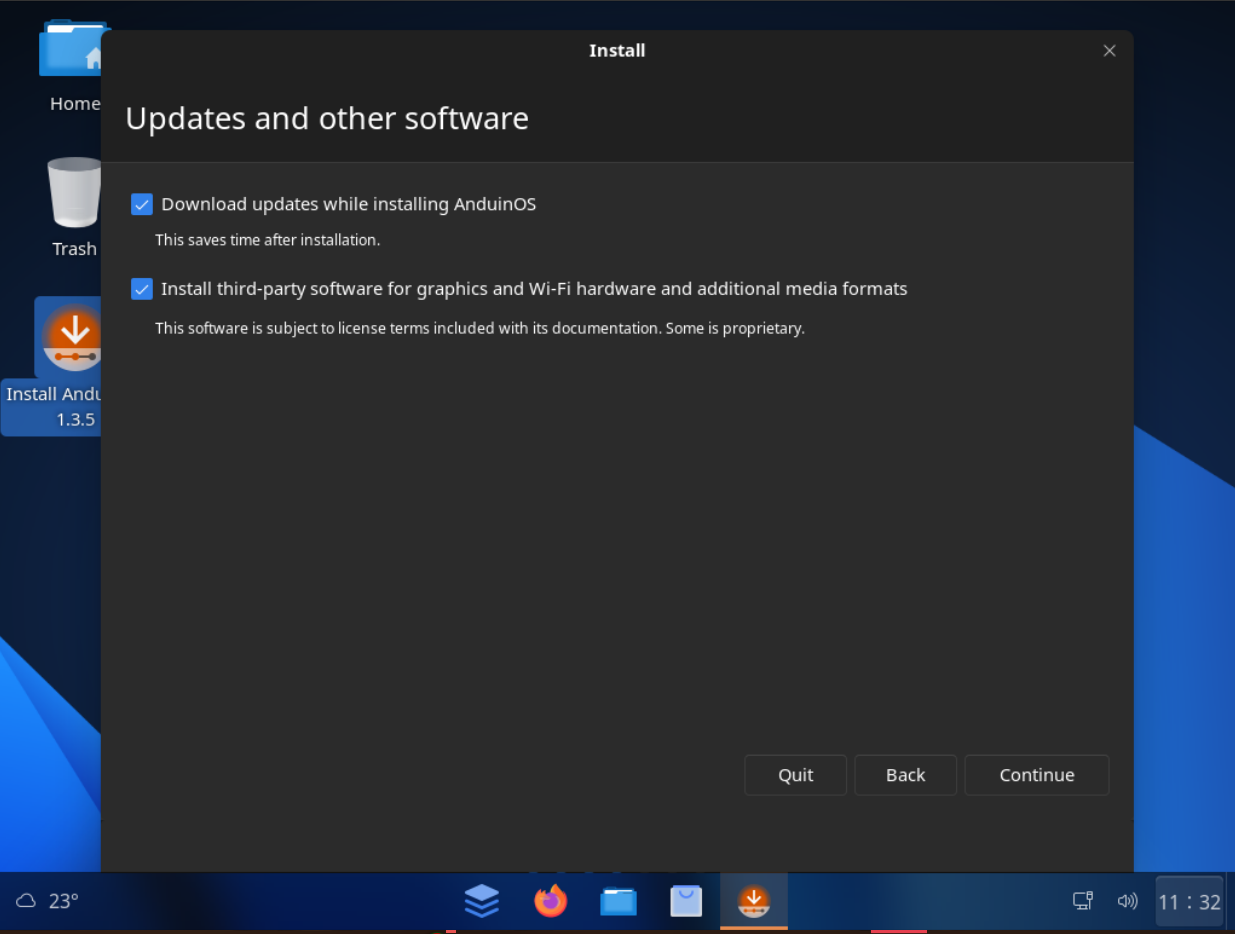 Install
Home
Updates and other software
Download updates while installing AnduinOS
This saves time after installation.
Trash
Install third-party software for graphics and Wi-Fi hardware and additional media formats
This software is subject to license terms included with its documentation. Some is proprietary.
Install Andu
1.3.5
Quit
Back
Continue
23°
11 : 32